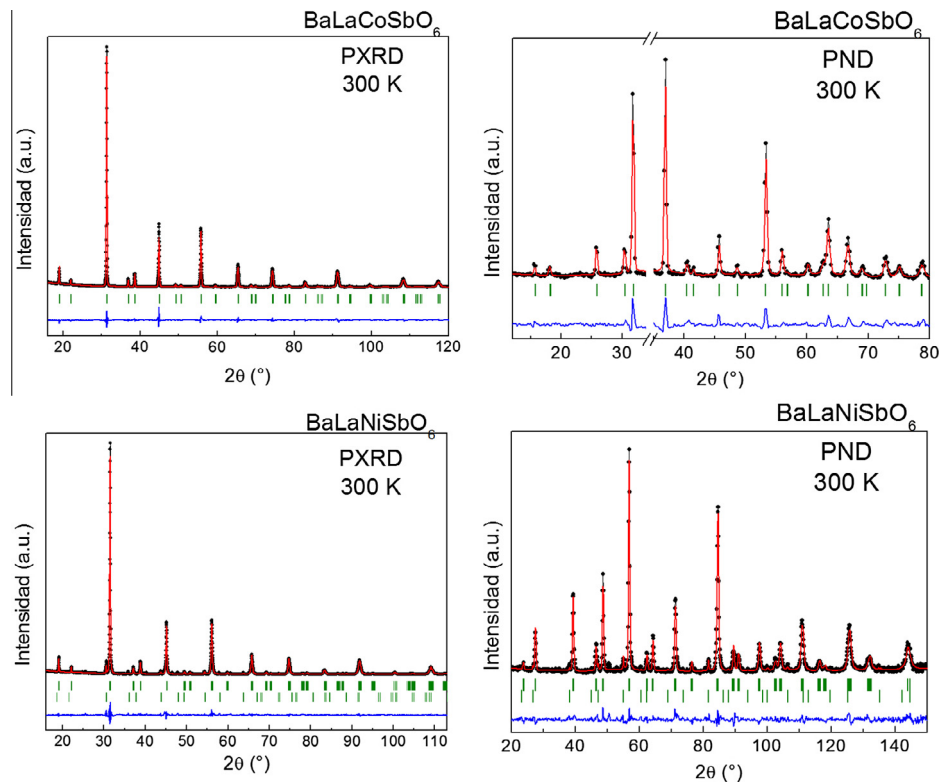 BaLaCoSbO6
PXRD
300 K
Intensidad (a.u.)
20 40 60 80 100 120
2θ (°)
BaLaCoSbO6
PND
300 K
Intensidad (a.u.)
20 30 40 50 60 70 80
2θ (°)
BaLaNiSbO6
PXRD
300 K
Intensidad (a.u.)
20 30 40 50 60 70 80 90 100 110
2θ (°)
BaLaNiSbO6
PND
300 K
Intensidad (a.u.)
20 40 60 80 100 120 140
2θ (°)